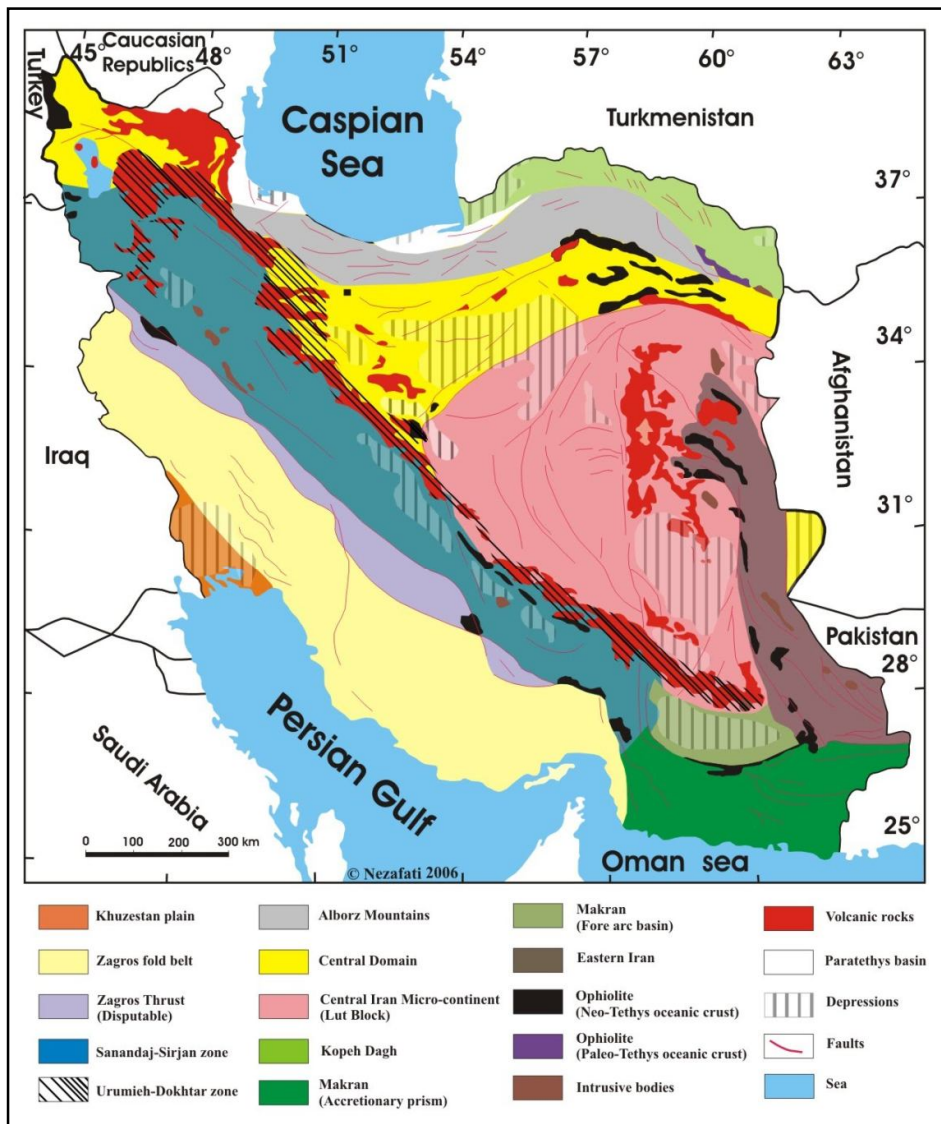 45°
48°
51°
54°
57°
60°
63°
Turkey
Caucasian
Republics
Caspian
Sea
Turkmenistan
37°
34°
Afghanistan
Iraq
31°
Pakistan
28°
Saudi Arabia
Persian Gulf
25°
0 100 200 300 km
Oman sea
© Nezafati 2006
Khuzestan plain
Zagros fold belt
Zagros Thrust
(Disputable)
Sanandaj-Sirjan zone
Urumieh-Dokhtar zone
Alborz Mountains
Central Domain
Central Iran Micro-continent
(Lut Block)
Kopeh Dagh
Makran
(Accretionary prism)
Makran
(Fore arc basin)
Eastern Iran
Ophiolite
(Neo-Tethys oceanic crust)
Ophiolite
(Paleo-Tethys oceanic crust)
Intrusive bodies
Volcanic rocks
Paratethys basin
Depressions
Faults
Sea